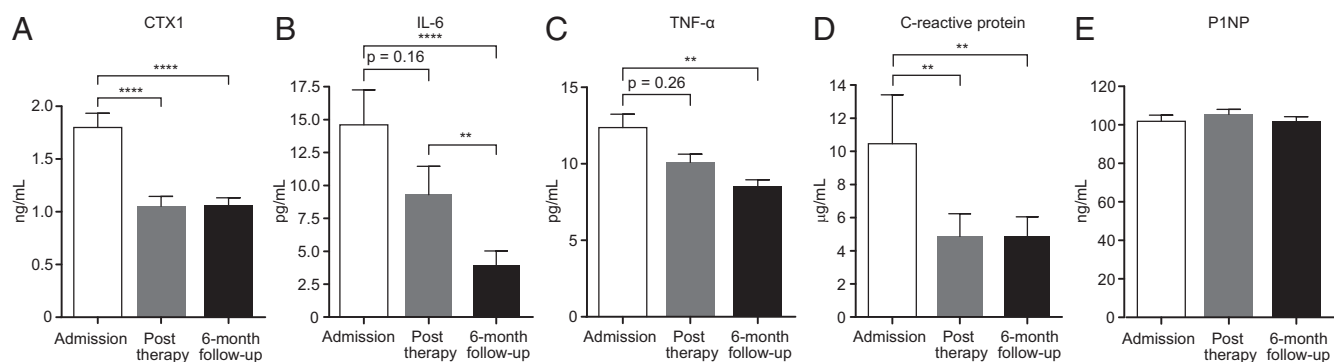 A
CTX1
****
****
ng/mL
2.0
1.5
1.0
0.5
0
Admission
Post
therapy
6-month
follow-up
B
IL-6
****
p = 0.16
**
pg/mL
17.5
15.0
12.5
10.0
7.5
5.0
2.5
0
Admission
Post
therapy
6-month
follow-up
C
TNF-α
**
p = 0.26
pg/mL
15
10
5
0
Admission
Post
therapy
6-month
follow-up
D
C-reactive protein
**
**
μg/mL
14
12
10
8
6
4
2
0
Admission
Post
therapy
6-month
follow-up
E
P1NP
ng/mL
120
100
80
60
40
20
0
Admission
Post
therapy
6-month
follow-up